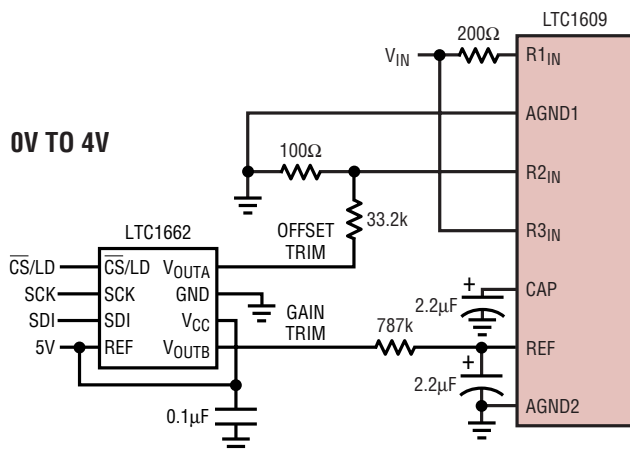 LTC1609
200Ω
V_IN
R1_IN
AGND1
0V TO 4V
100Ω
R2_IN
33.2k
LTC1662
OFFSET
TRIM
R3_IN
C̅S̅/LD
C̅S̅/LD
V_OUTA
SCK
SCK
GND
CAP
+
2.2µF
SDI
SDI
V_CC
GAIN
TRIM
787k
5V
REF
V_OUTB
REF
+
2.2µF
0.1µF
AGND2